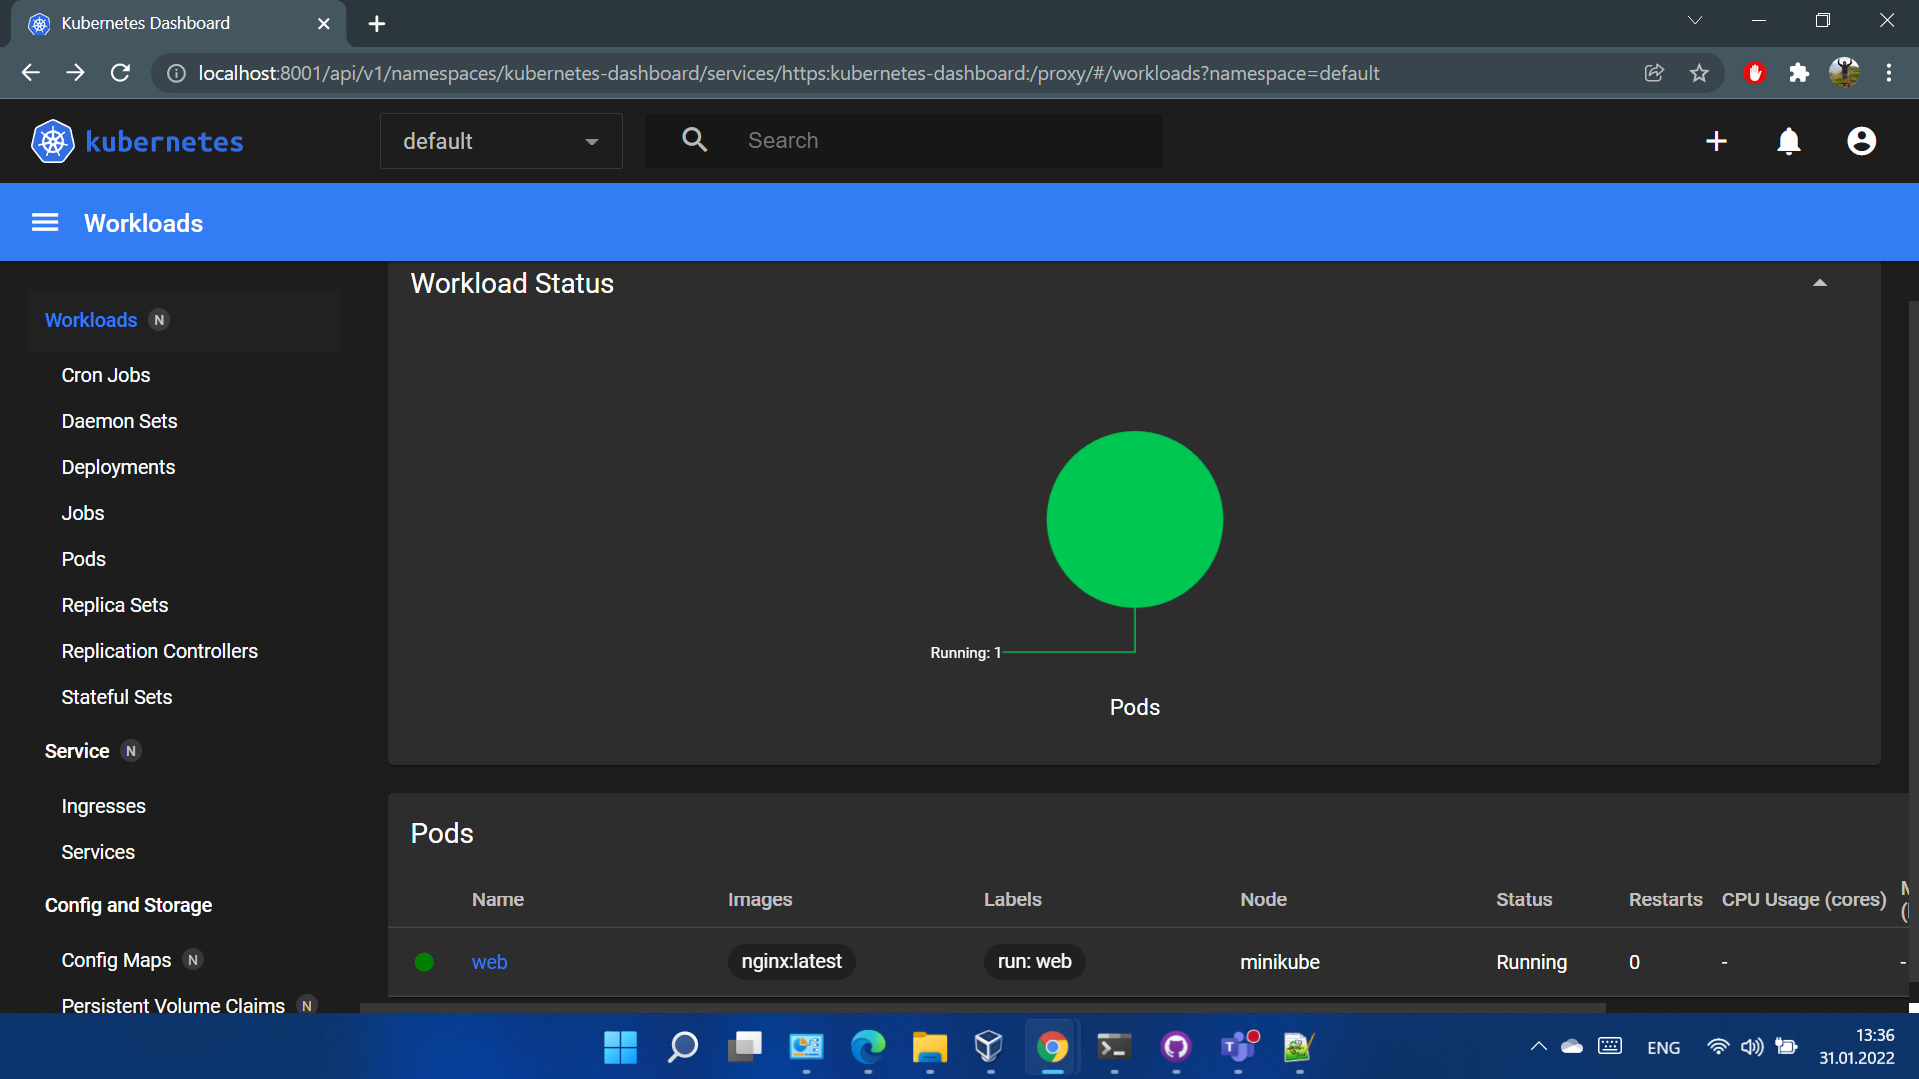 Kubernetes Dashboard
localhost:8001/api/v1/namespaces/kubernetes-dashboard/services/https:kubernetes-dashboard:/proxy/#/workloads?namespace=default
kubernetes
default
Search
Workloads
Workloads N
Cron Jobs
Daemon Sets
Deployments
Jobs
Pods
Replica Sets
Replication Controllers
Stateful Sets
Service N
Ingresses
Services
Config and Storage
Config Maps N
Persistent Volume Claims N
Workload Status
Running: 1
Pods
Pods
Name Images Labels Node Status Restarts CPU Usage (cores)
web nginx:latest run: web minikube Running 0 - -
ENG
13:36
31.01.2022